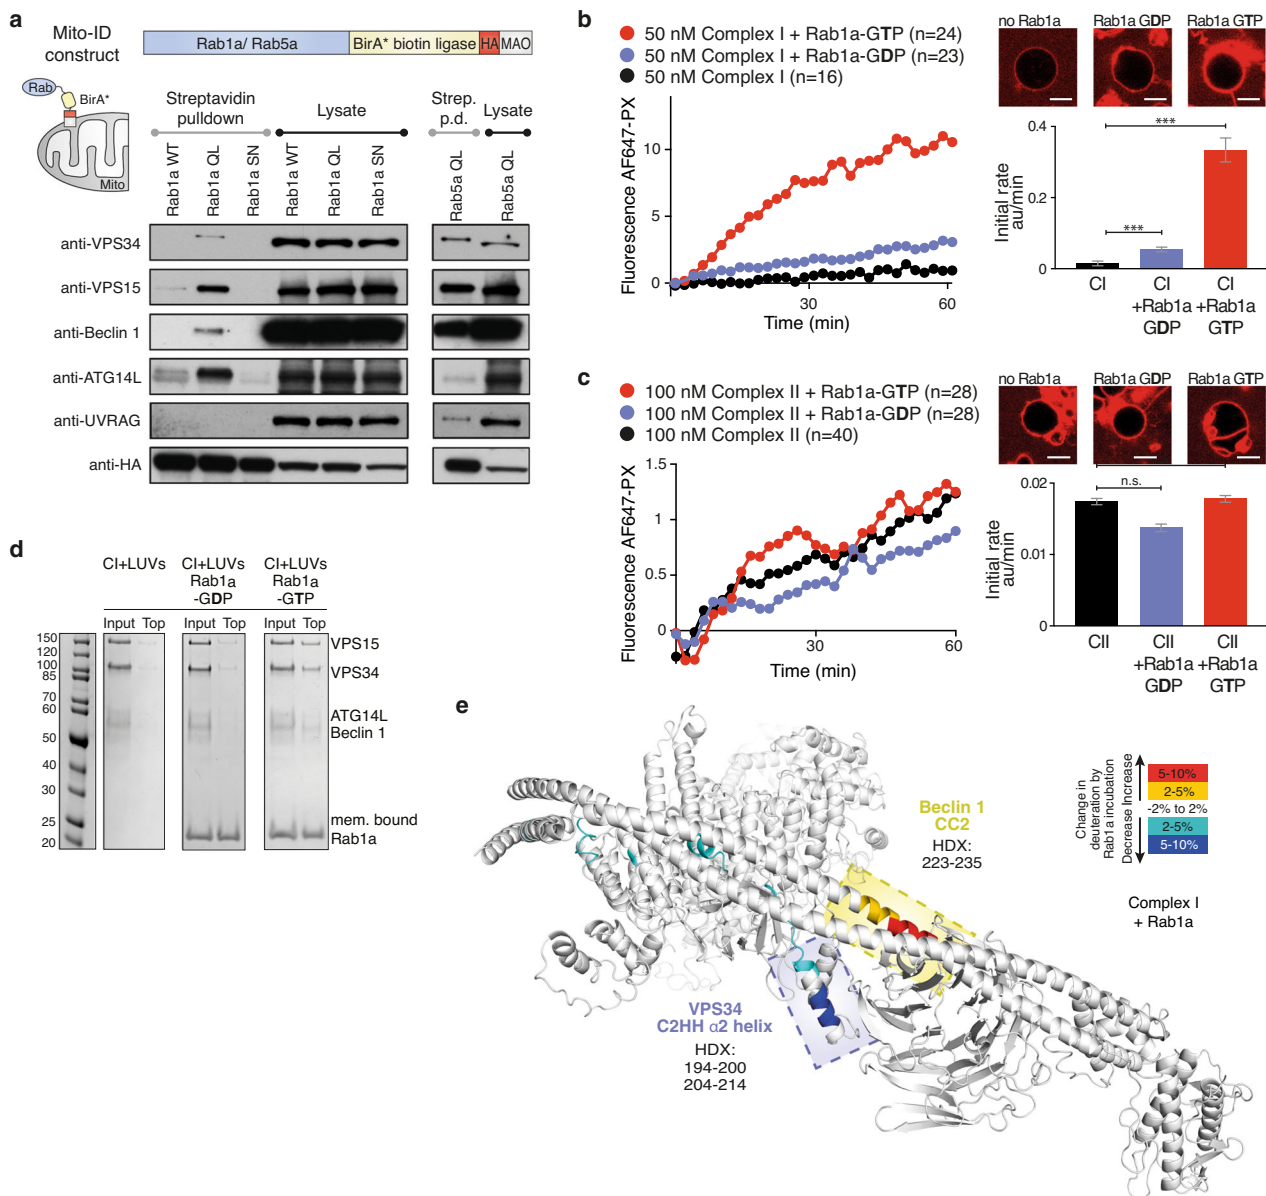 a
Mito-ID
construct
Rab1a/ Rab5a
BirA* biotin ligase
HA
MAO
Rab
BirA*
Mito
Streptavidin
pulldown
Lysate
Strep.
p.d.
Lysate
Rab1a WT
Rab1a QL
Rab1a SN
Rab1a WT
Rab1a QL
Rab1a SN
Rab5a QL
Rab5a QL
anti-VPS34
anti-VPS15
anti-Beclin 1
anti-ATG14L
anti-UVRAG
anti-HA
b
50 nM Complex I + Rab1a-GTP (n=24)
50 nM Complex I + Rab1a-GDP (n=23)
50 nM Complex I (n=16)
Fluorescence AF647-PX
10
5
0
30
60
Time (min)
no Rab1a
Rab1a GDP
Rab1a GTP
Initial rate
au/min
0.4
0.2
0
***
***
CI
CI
+Rab1a
GDP
CI
+Rab1a
GTP
c
100 nM Complex II + Rab1a-GTP (n=28)
100 nM Complex II + Rab1a-GDP (n=28)
100 nM Complex II (n=40)
Fluorescence AF647-PX
1.5
1
0.5
0
30
60
Time (min)
no Rab1a
Rab1a GDP
Rab1a GTP
Initial rate
au/min
0.02
0.01
0
n.s.
CII
CII
+Rab1a
GDP
CII
+Rab1a
GTP
d
CI+LUVs
CI+LUVs
Rab1a
-GDP
CI+LUVs
Rab1a
-GTP
Input Top
Input Top
Input Top
150
120
100
85
70
60
50
40
30
25
20
VPS15
VPS34
ATG14L
Beclin 1
mem. bound
Rab1a
e
Beclin 1
CC2
HDX:
223-235
VPS34
C2HH α2 helix
HDX:
194-200
204-214
Change in
deuteration by
Rab1a incubation
Decrease Increase
5-10%
2-5%
-2% to 2%
2-5%
5-10%
Complex I
+ Rab1a